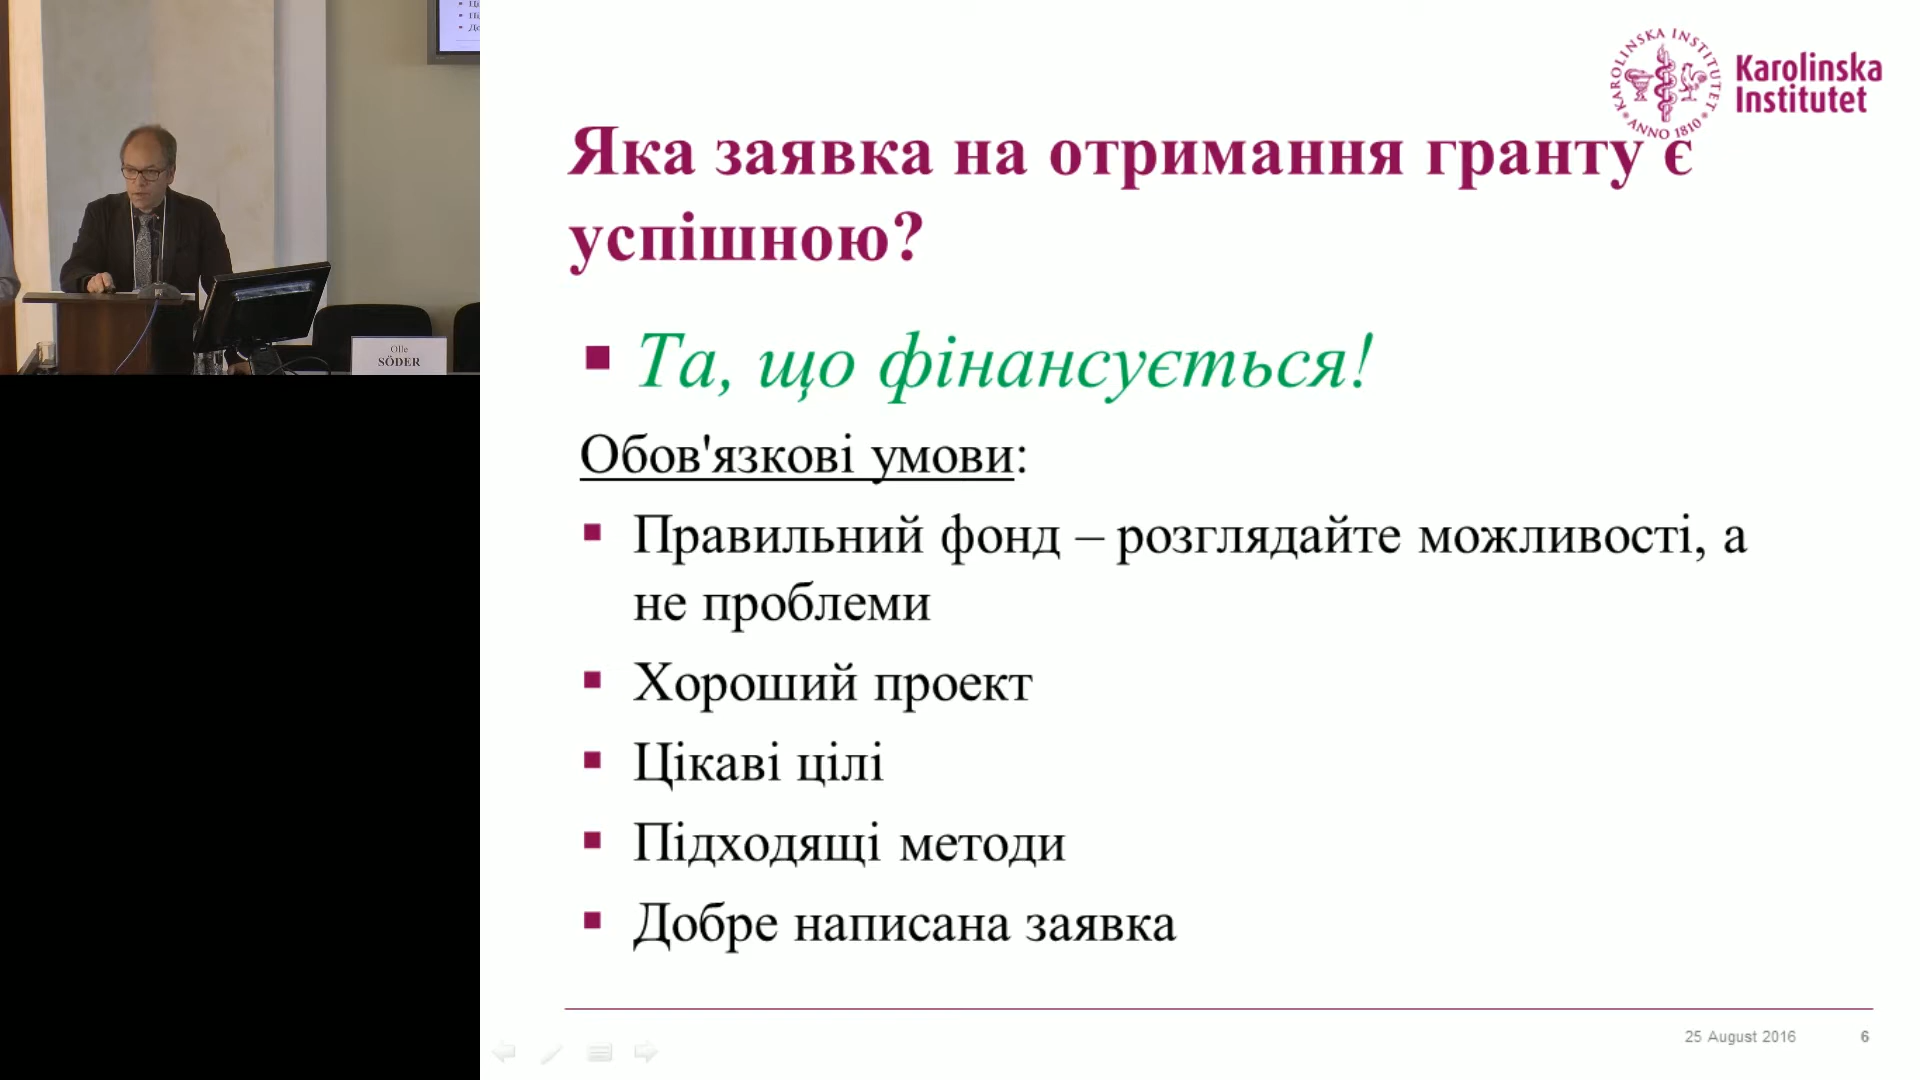 Olle
SÖDER
KAROLINSKA INSTITUTET
ANNO 1810
Karolinska
Institutet
Яка заявка на отримання гранту є
успішною?
Та, що фінансується!
Обов'язкові умови:
Правильний фонд – розглядайте можливості, а
не проблеми
Хороший проект
Цікаві цілі
Підходящі методи
Добре написана заявка
25 August 2016
6